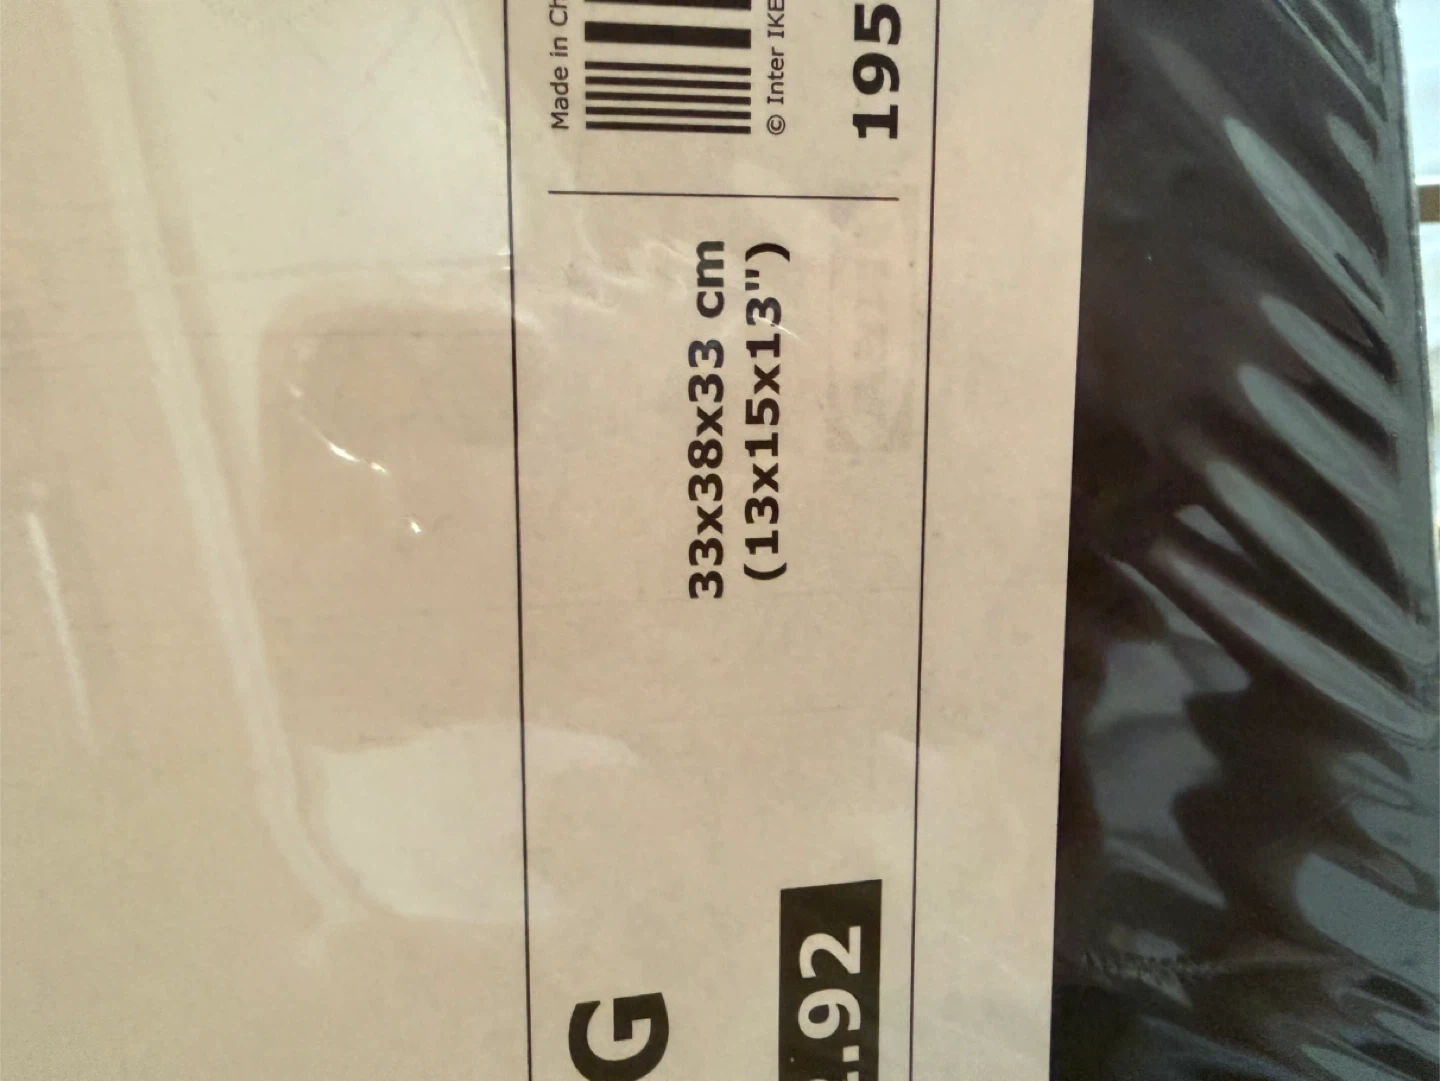 G
.92
33x38x33 cm
(13x15x13")
Made in Ch
© Inter IKE
195